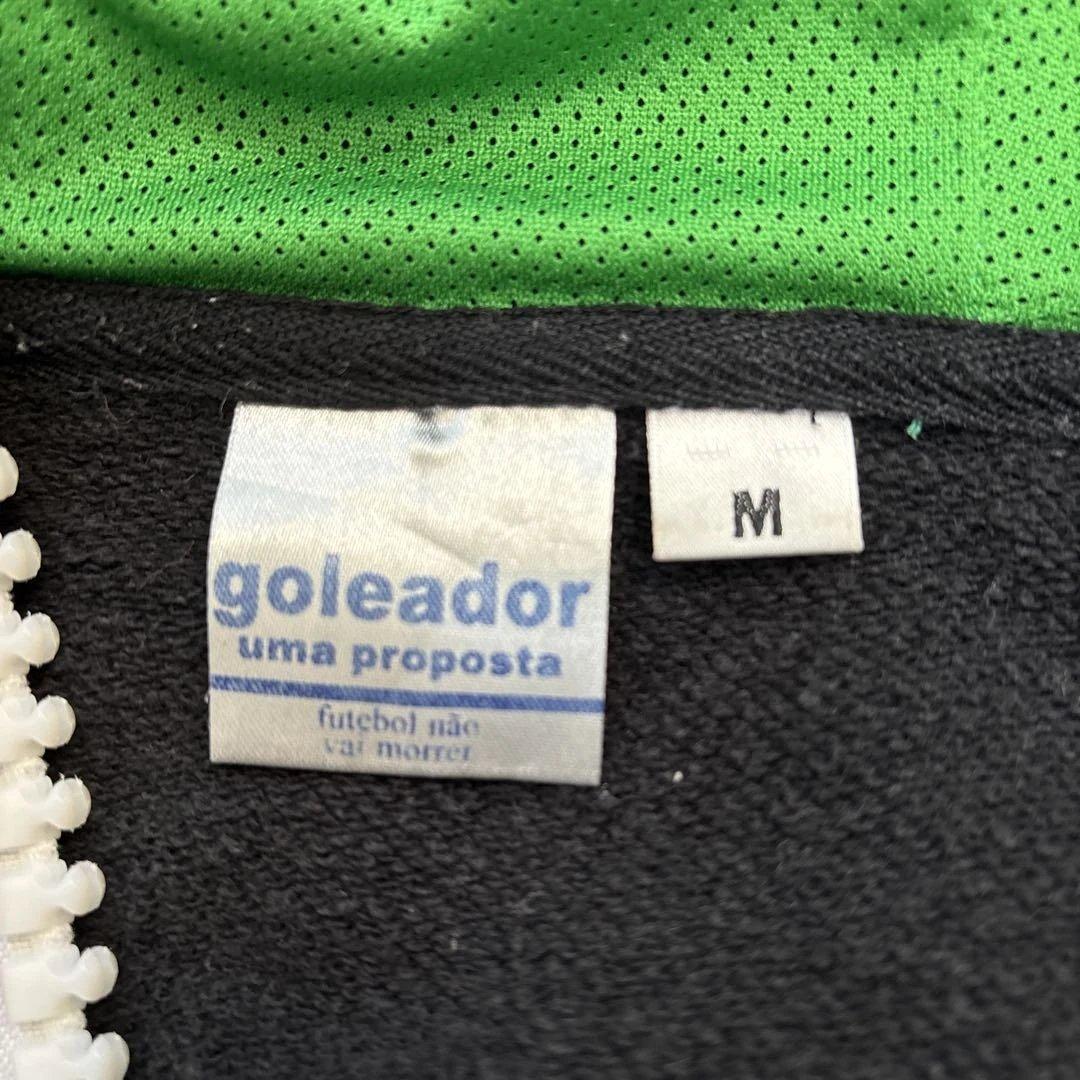 goleador
uma proposta
futebol não
vai morrer
M